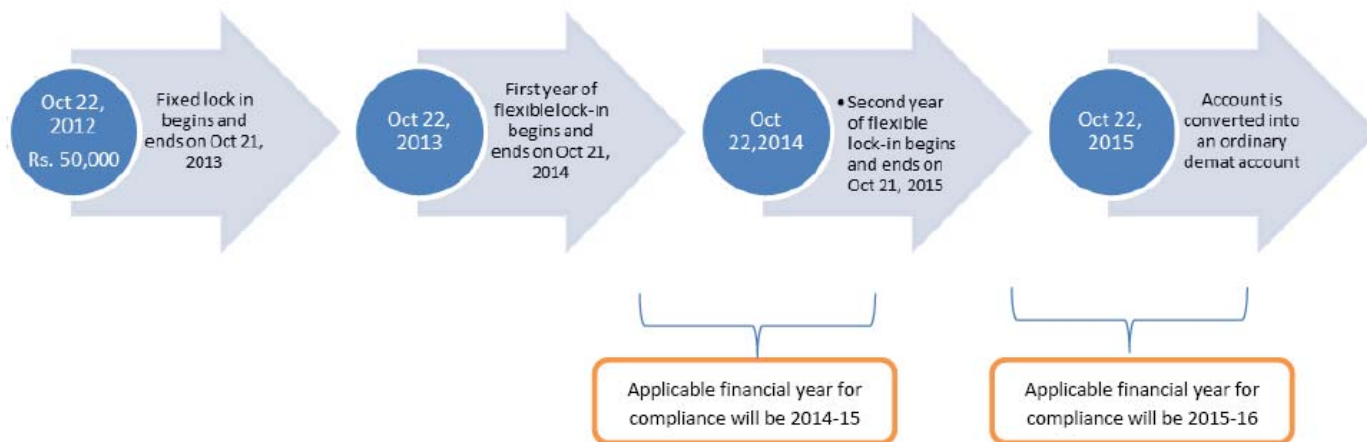 Oct 22,
2012
Rs. 50,000
Fixed lock in
begins and
ends on Oct 21,
2013
Oct 22,
2013
First year of
flexible lock-in
begins and
ends on Oct 21,
2014
Oct
22,2014
• Second year
of flexible
lock-in begins
and ends on
Oct 21, 2015
Oct 22,
2015
Account is
converted into
an ordinary
demat account
Applicable financial year for
compliance will be 2014-15
Applicable financial year for
compliance will be 2015-16